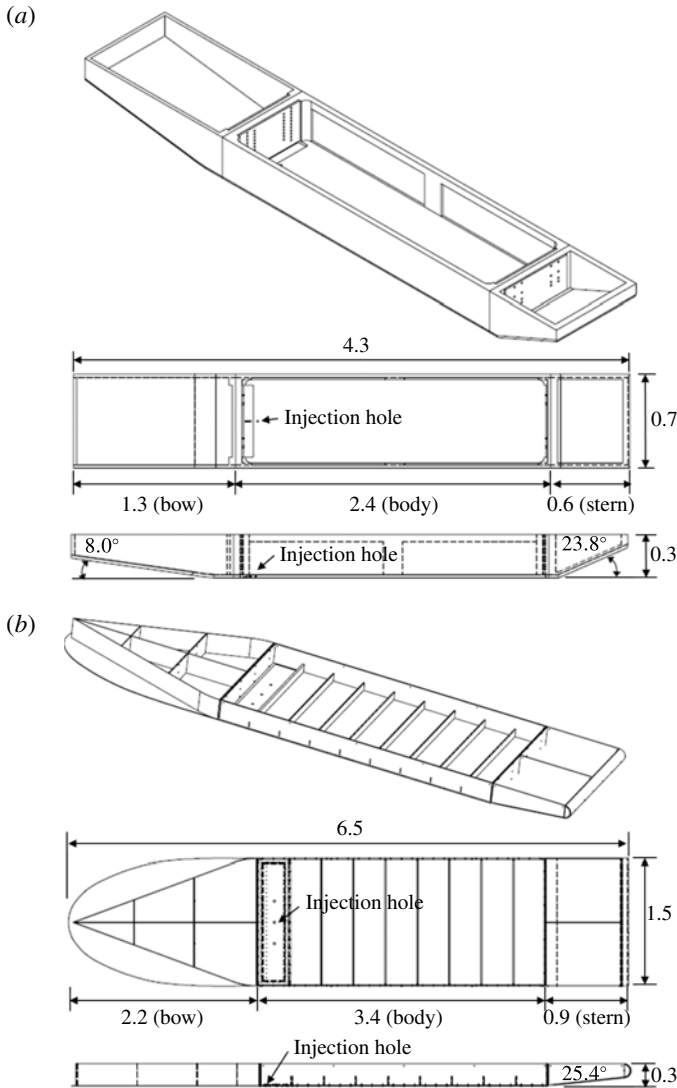 (a)
4.3
Injection hole
0.7
1.3 (bow)
2.4 (body)
0.6 (stern)
8.0°
Injection hole
23.8°
0.3
(b)
6.5
Injection hole
1.5
2.2 (bow)
3.4 (body)
0.9 (stern)
Injection hole
25.4°
0.3